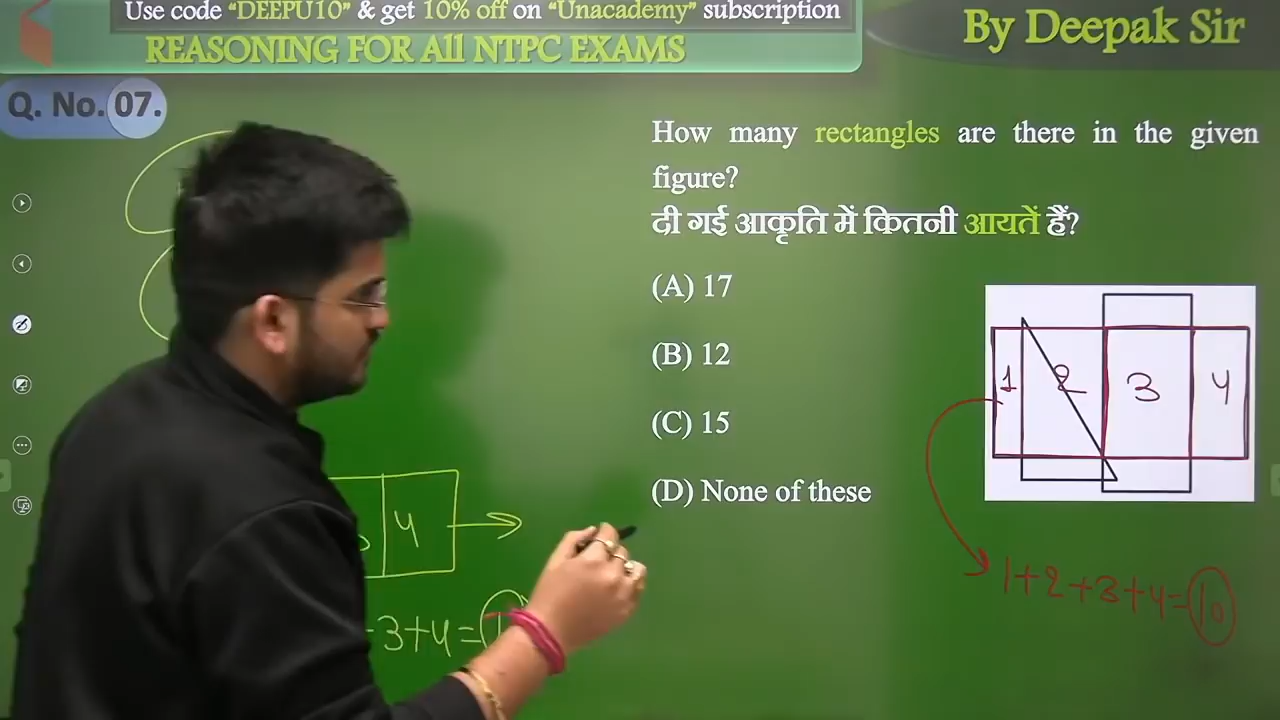 Use code “DEEPU10” & get 10% off on “Unacademy” subscription
REASONING FOR All NTPC EXAMS
By Deepak Sir
Q. No. 07.
How many rectangles are there in the given
figure?
दी गई आकृति में कितनी आयतें हैं?
(A) 17
(B) 12
(C) 15
(D) None of these
1 2 3 4
1+2+3+4=10
4
3+4=